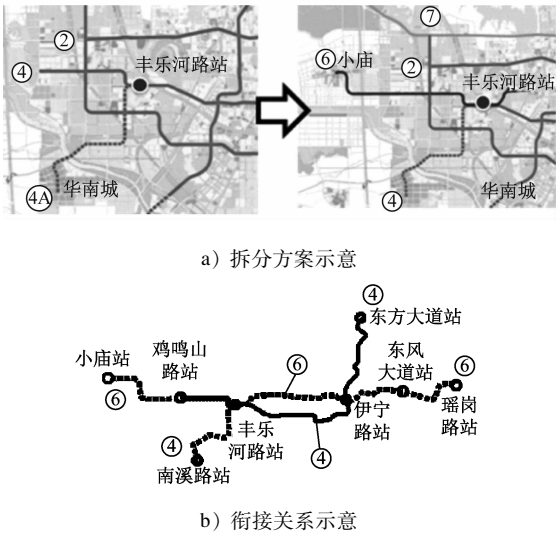 ②
④
丰乐河路站
华南城
④A
⑦
⑥小庙
②
丰乐河路站
华南城
④
a）拆分方案示意
④
东方大道站
小庙站
鸡鸣山
路站
⑥
东风
大道站
⑥
⑥
伊宁
路站
瑶岗
路站
④
丰乐
河路站
④
南溪路站
b）衔接关系示意